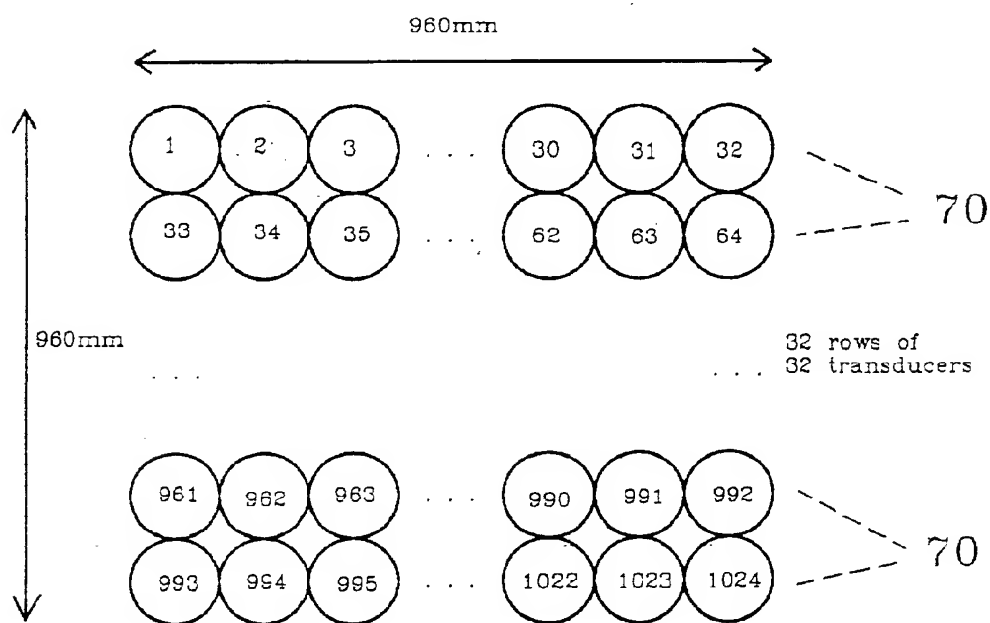 960mm
1 2 3 . . . 30 31 32
70
33 34 35 . . . 62 63 64
960mm
32 rows of
. . . . . . 32 transducers
961 962 963 . . . 990 991 992
70
993 994 995 . . . 1022 1023 1024